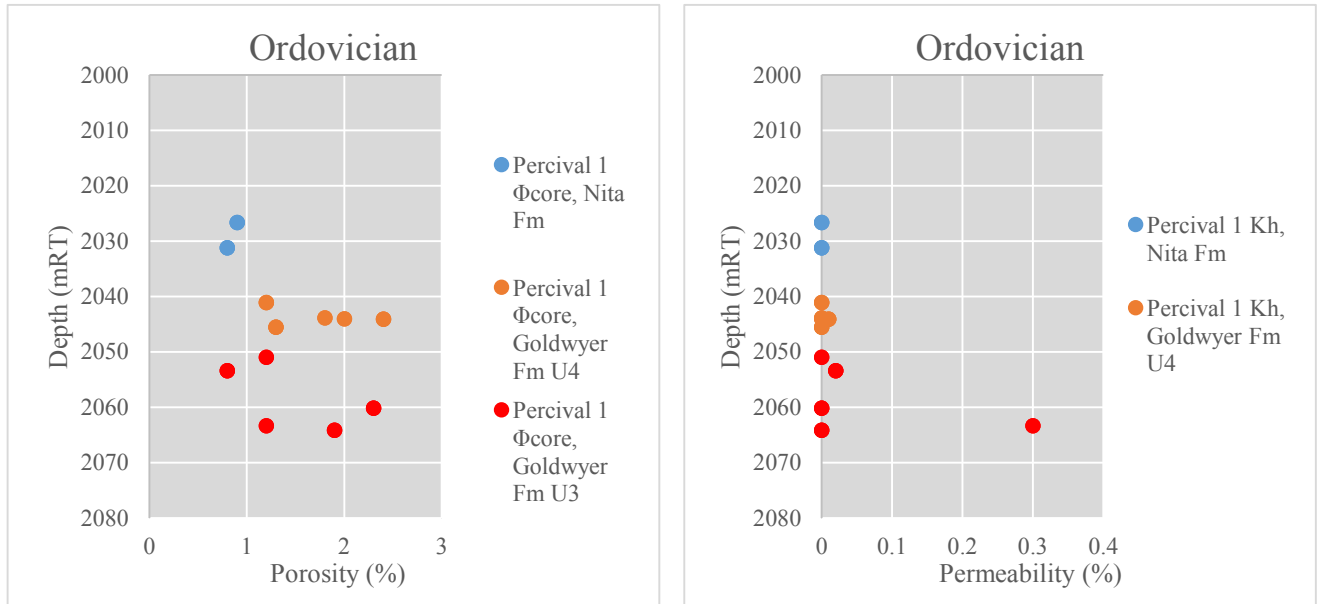 Ordovician
2000
2010
2020
2030
2040
2050
2060
2070
2080
Depth (mRT)
0 1 2 3
Porosity (%)
Percival 1
Φcore, Nita
Fm
Percival 1
Φcore,
Goldwyer
Fm U4
Percival 1
Φcore,
Goldwyer
Fm U3
Ordovician
2000
2010
2020
2030
2040
2050
2060
2070
2080
Depth (mRT)
0 0.1 0.2 0.3 0.4
Permeability (%)
Percival 1 Kh,
Nita Fm
Percival 1 Kh,
Goldwyer Fm
U4